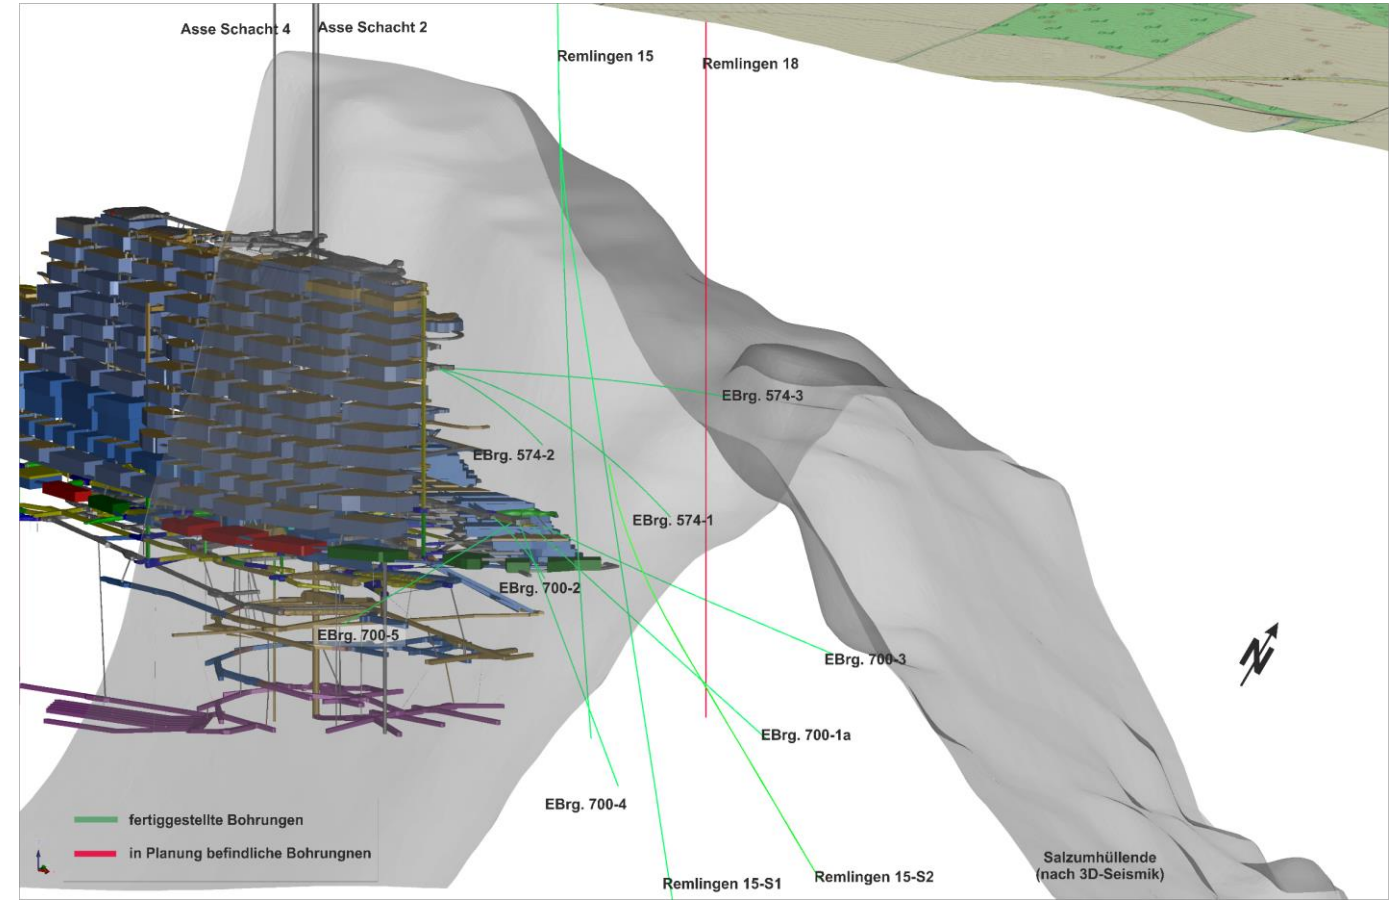 Asse Schacht 4
Asse Schacht 2
Remlingen 15
Remlingen 18
EBrg. 574-3
EBrg. 574-2
EBrg. 574-1
EBrg. 700-2
EBrg. 700-5
EBrg. 700-3
N
EBrg. 700-1a
EBrg. 700-4
fertiggestellte Bohrungen
in Planung befindliche Bohrungnen
Remlingen 15-S1
Remlingen 15-S2
Salzumhüllende
(nach 3D-Seismik)